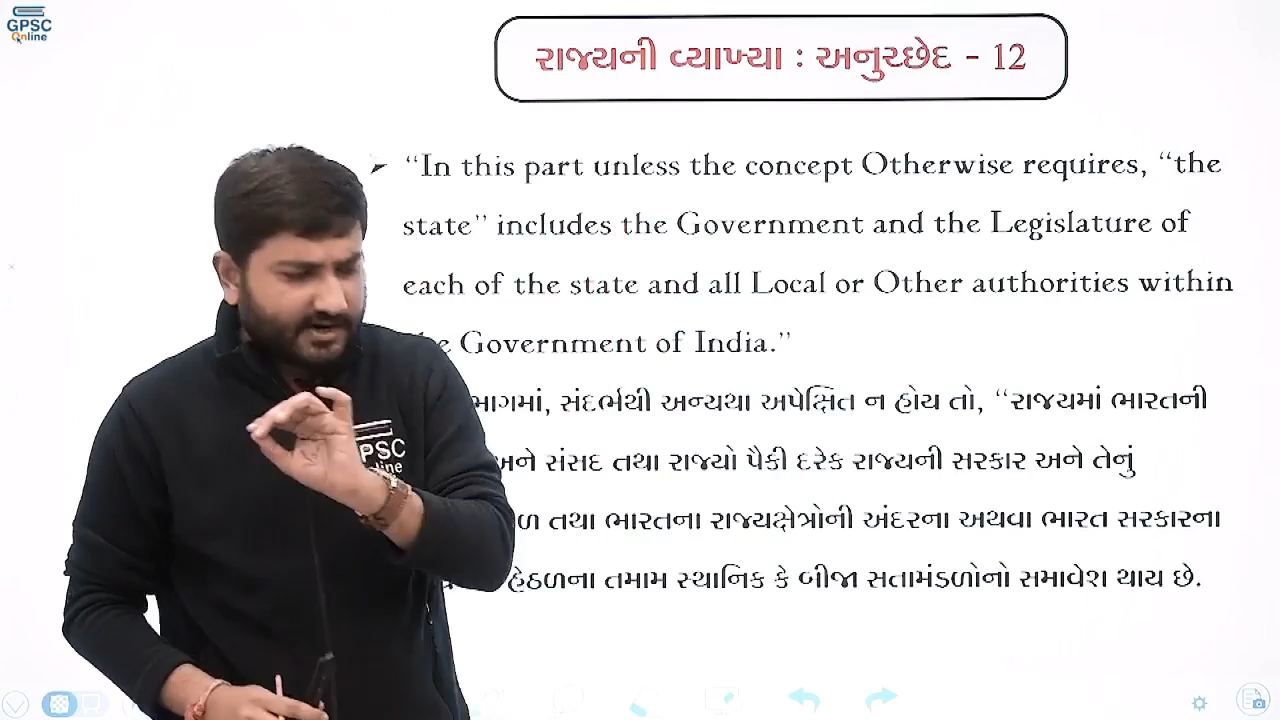 GPSC
Online
રાજ્યની વ્યાખ્યા : અનુચ્છેદ - 12
“In this part unless the concept Otherwise requires, “the
state” includes the Government and the Legislature of
each of the state and all Local or Other authorities within
Government of India.”
ભાગમાં, સંદર્ભથી અન્યથા અપેક્ષિત ન હોય તો, “રાજ્યમાં ભારતની
અને સંસદ તથા રાજ્યો પૈકી દરેક રાજ્યની સરકાર અને તેનું
તથા ભારતના રાજ્યક્ષેત્રોની અંદરના અથવા ભારત સરકારના
હેઠળના તમામ સ્થાનિક કે બીજા સતામંડળોનો સમાવેશ થાય છે.